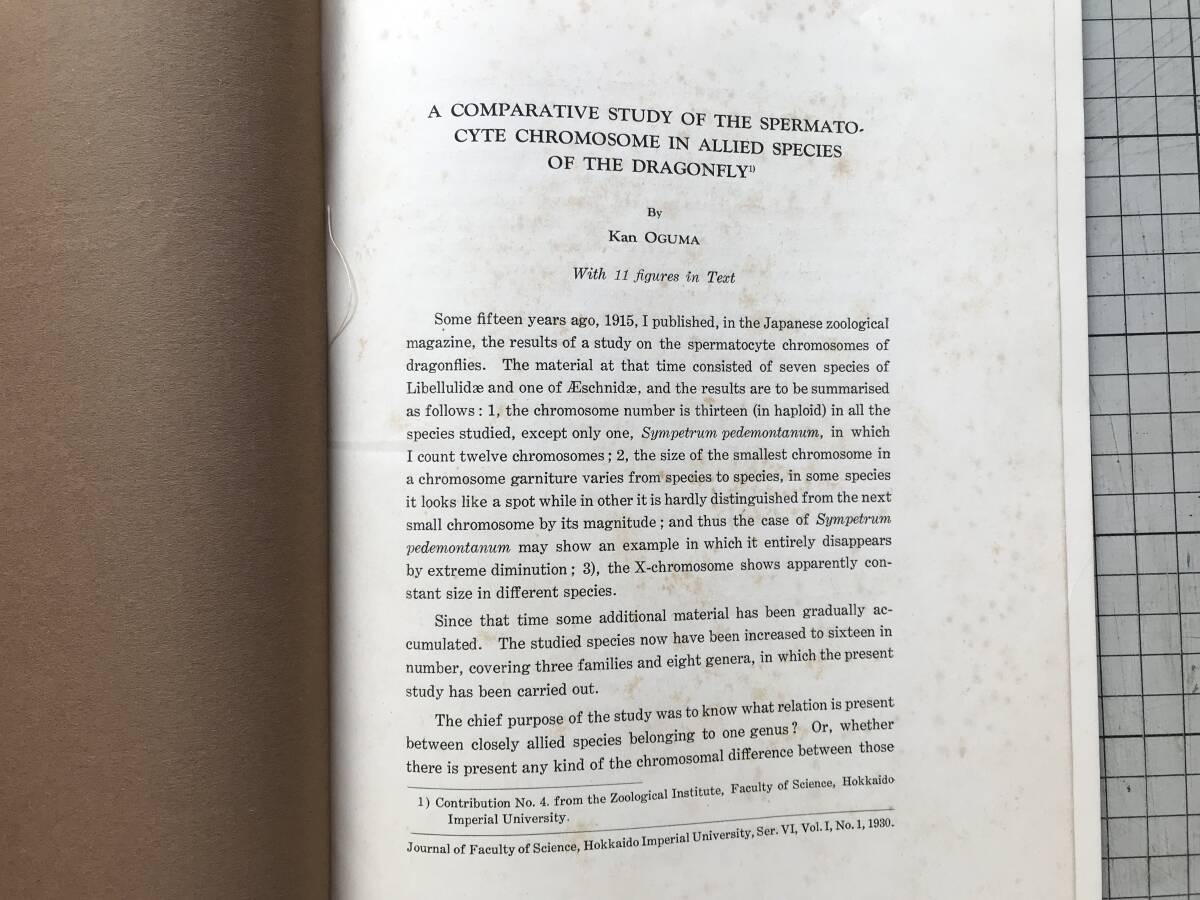 A COMPARATIVE STUDY OF THE SPERMATO-
CYTE CHROMOSOME IN ALLIED SPECIES
OF THE DRAGONFLY1)
By
Kan OGUMA
With 11 figures in Text
Some fifteen years ago, 1915, I published, in the Japanese zoological
magazine, the results of a study on the spermatocyte chromosomes of
dragonflies. The material at that time consisted of seven species of
Libellulidæ and one of Æschnidæ, and the results are to be summarised
as follows : 1, the chromosome number is thirteen (in haploid) in all the
species studied, except only one, Sympetrum pedemontanum, in which
I count twelve chromosomes ; 2, the size of the smallest chromosome in
a chromosome garniture varies from species to species, in some species
it looks like a spot while in other it is hardly distinguished from the next
small chromosome by its magnitude ; and thus the case of Sympetrum
pedemontanum may show an example in which it entirely disappears
by extreme diminution ; 3), the X-chromosome shows apparently con-
stant size in different species.
Since that time some additional material has been gradually ac-
cumulated. The studied species now have been increased to sixteen in
number, covering three families and eight genera, in which the present
study has been carried out.
The chief purpose of the study was to know what relation is present
between closely allied species belonging to one genus ? Or, whether
there is present any kind of the chromosomal difference between those
1) Contribution No. 4. from the Zoological Institute, Faculty of Science, Hokkaido
Imperial University.
Journal of Faculty of Science, Hokkaido Imperial University, Ser. VI, Vol. I, No. 1, 1930.